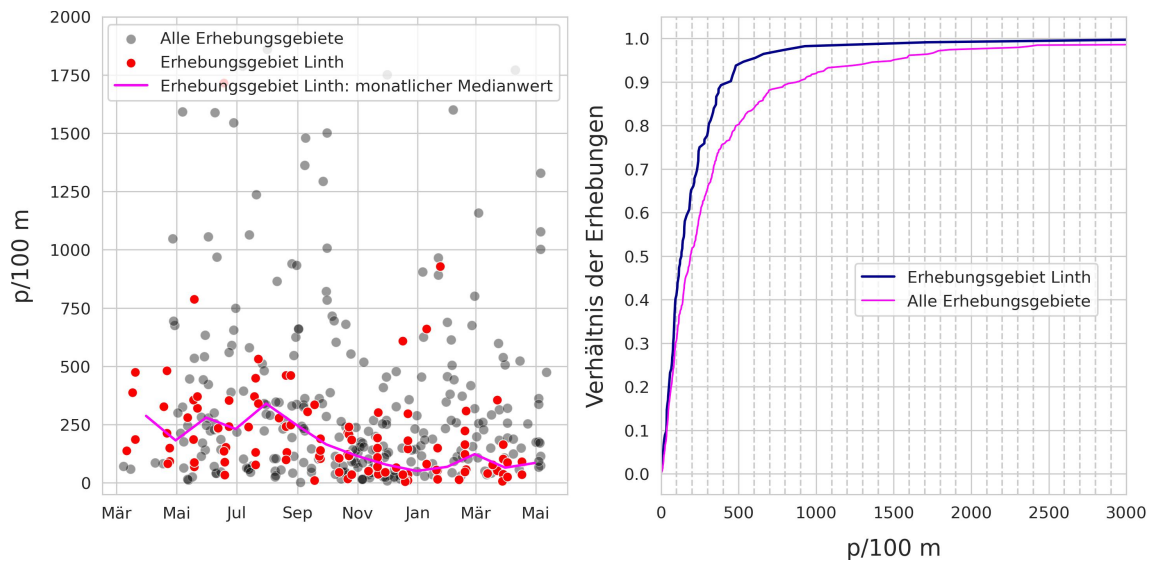 2000
1750
1500
1250
1000
750
500
250
0
p/100 m
Alle Erhebungsgebiete
Erhebungsgebiet Linth
Erhebungsgebiet Linth: monatlicher Medianwert
Mär
Mai
Jul
Sep
Nov
Jan
Mär
Mai
1.0
0.9
0.8
0.7
0.6
0.5
0.4
0.3
0.2
0.1
0.0
Verhältnis der Erhebungen
Erhebungsgebiet Linth
Alle Erhebungsgebiete
0
500
1000
1500
2000
2500
3000
p/100 m